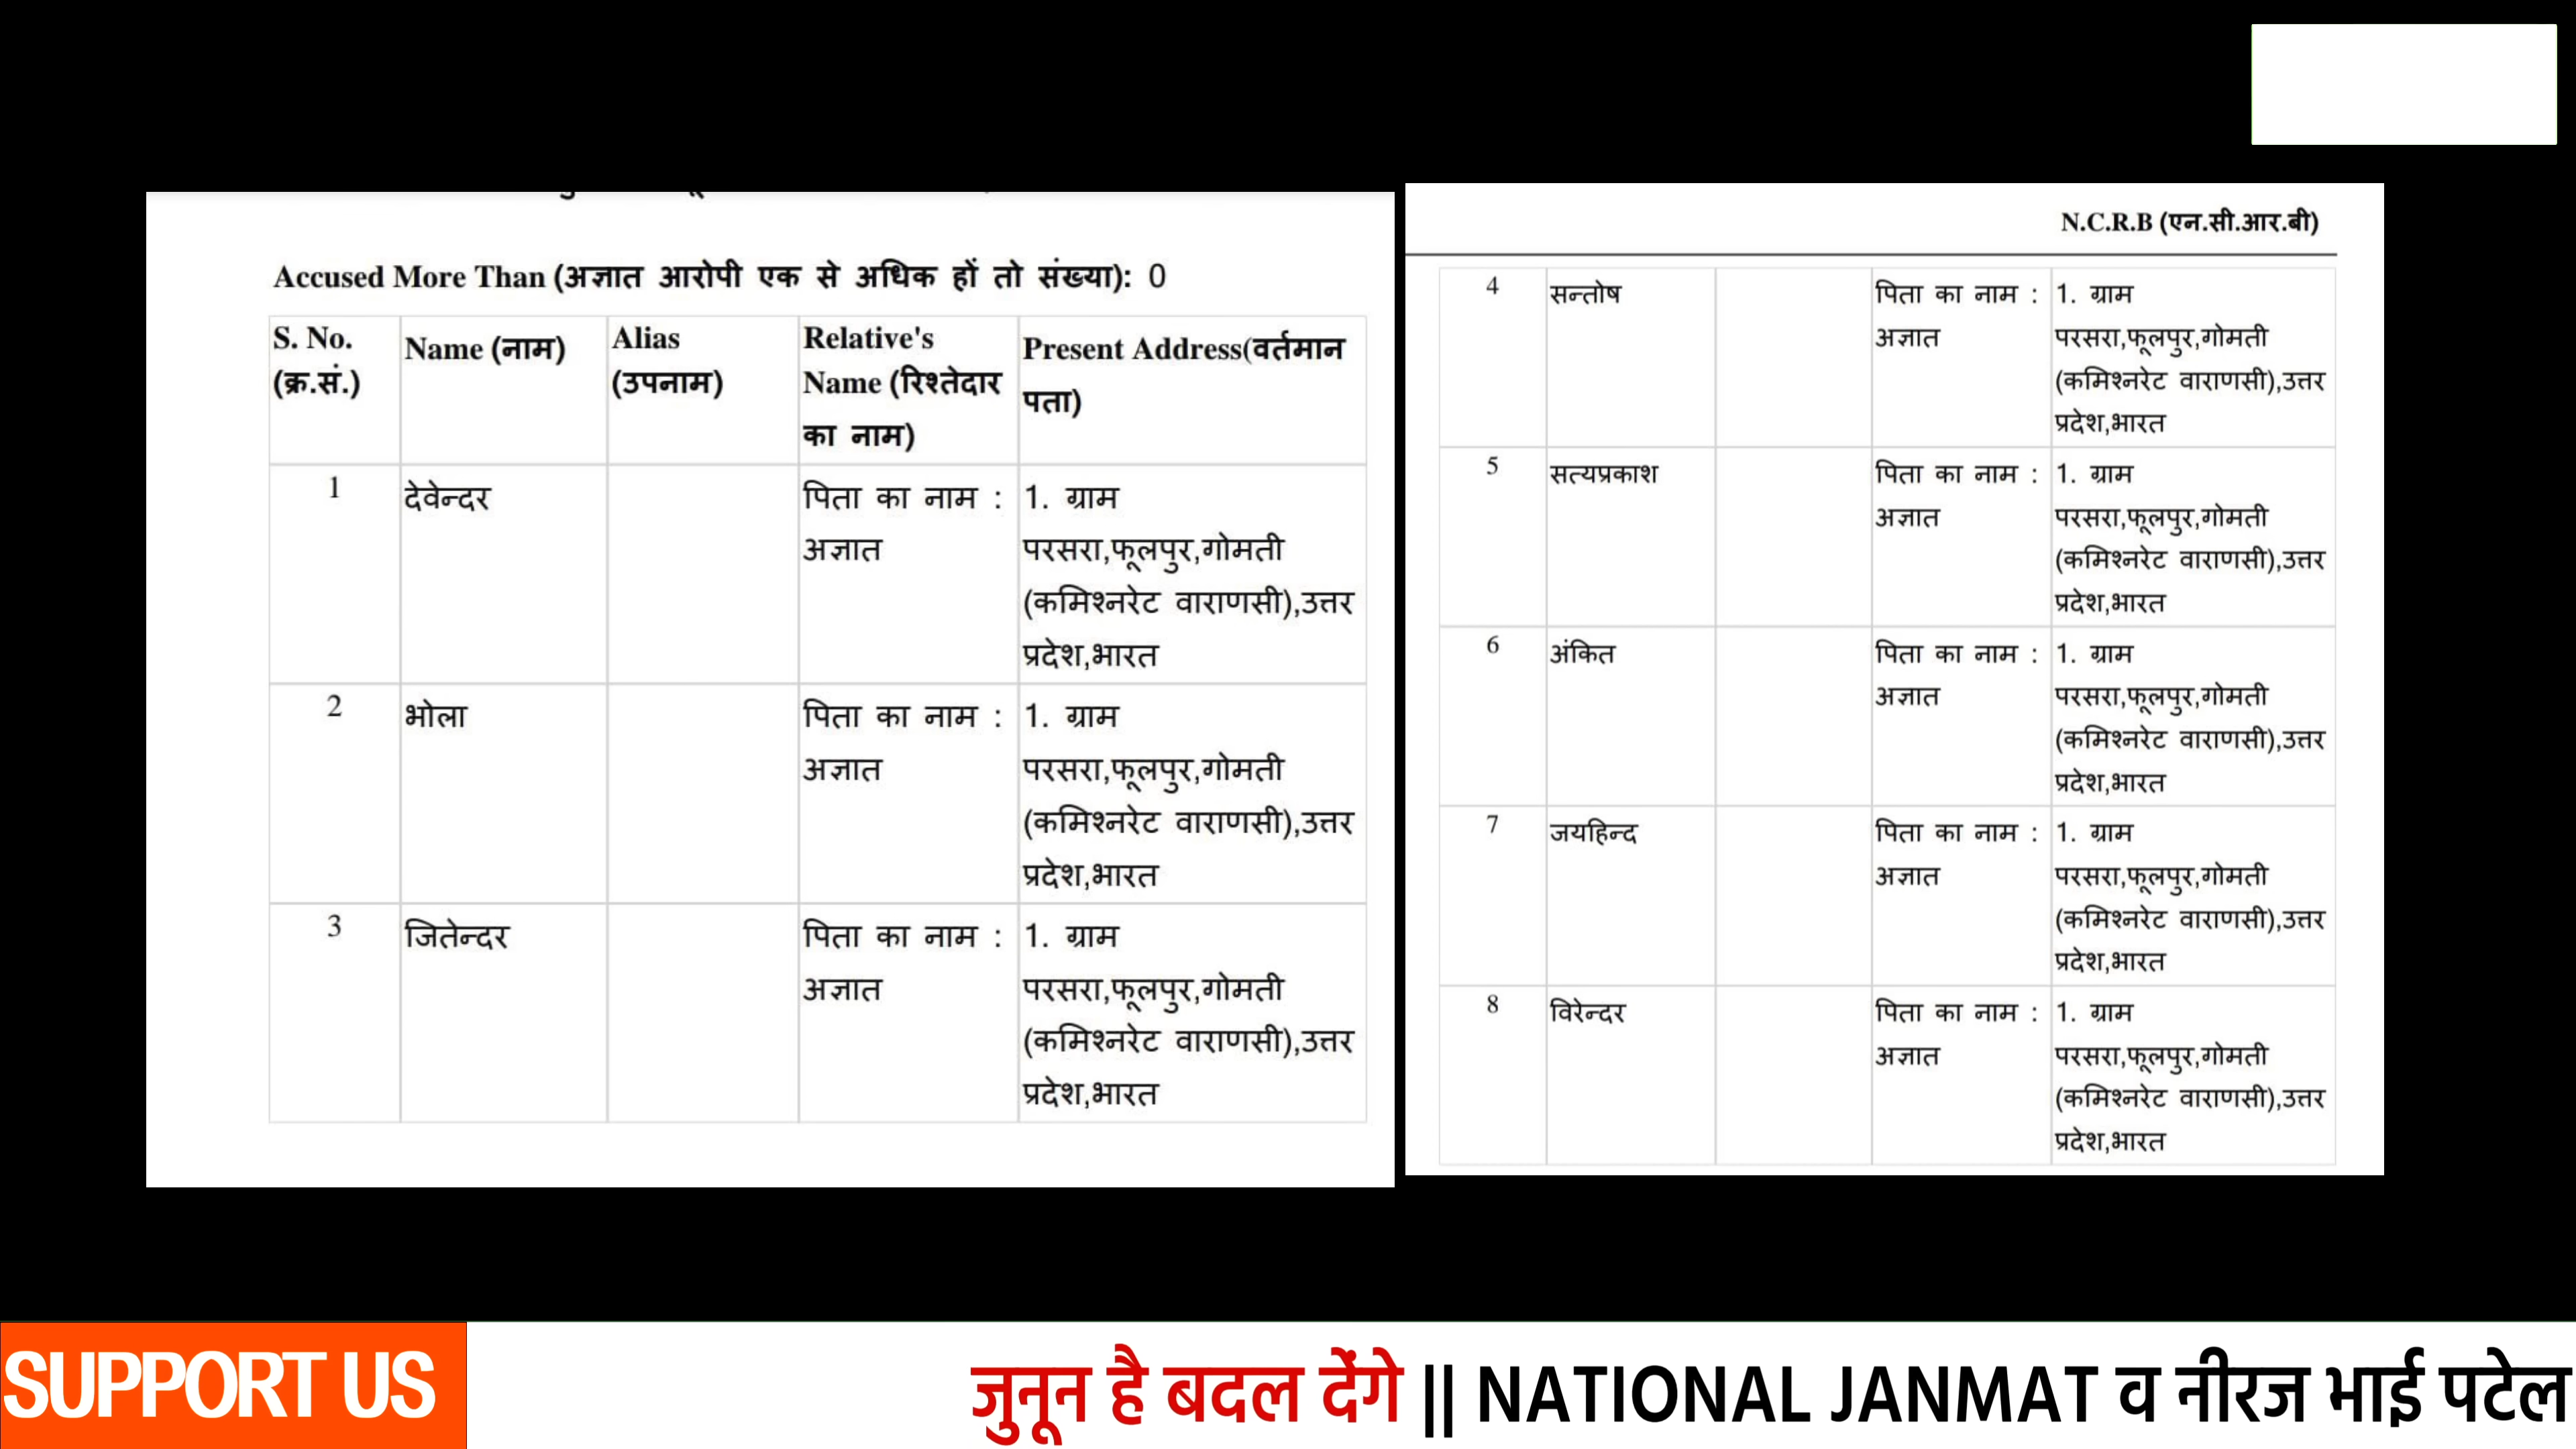 Accused More Than (अज्ञात आरोपी एक से अधिक हों तो संख्या): 0
S. No. (क्र.सं.) Name (नाम) Alias (उपनाम) Relative's Name (रिश्तेदार का नाम) Present Address(वर्तमान पता)
1 देवेन्दर पिता का नाम : 1. ग्राम
अज्ञात परसरा,फूलपुर,गोमती
(कमिश्नरेट वाराणसी),उत्तर
प्रदेश,भारत
2 भोला पिता का नाम : 1. ग्राम
अज्ञात परसरा,फूलपुर,गोमती
(कमिश्नरेट वाराणसी),उत्तर
प्रदेश,भारत
3 जितेन्दर पिता का नाम : 1. ग्राम
अज्ञात परसरा,फूलपुर,गोमती
(कमिश्नरेट वाराणसी),उत्तर
प्रदेश,भारत
N.C.R.B (एन.सी.आर.बी)
4 सन्तोष पिता का नाम : 1. ग्राम
अज्ञात परसरा,फूलपुर,गोमती
(कमिश्नरेट वाराणसी),उत्तर
प्रदेश,भारत
5 सत्यप्रकाश पिता का नाम : 1. ग्राम
अज्ञात परसरा,फूलपुर,गोमती
(कमिश्नरेट वाराणसी),उत्तर
प्रदेश,भारत
6 अंकित पिता का नाम : 1. ग्राम
अज्ञात परसरा,फूलपुर,गोमती
(कमिश्नरेट वाराणसी),उत्तर
प्रदेश,भारत
7 जयहिन्द पिता का नाम : 1. ग्राम
अज्ञात परसरा,फूलपुर,गोमती
(कमिश्नरेट वाराणसी),उत्तर
प्रदेश,भारत
8 विरेन्दर पिता का नाम : 1. ग्राम
अज्ञात परसरा,फूलपुर,गोमती
(कमिश्नरेट वाराणसी),उत्तर
प्रदेश,भारत
SUPPORT US जुनून है बदल देंगे || NATIONAL JANMAT व नीरज भाई पटेल